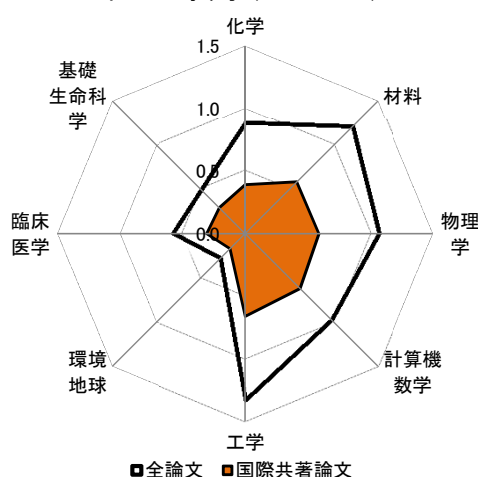 化学
1.5
基礎
生命科
学
材料
1.0
0.5
臨床
医学
0.0
物理
学
環境
地球
計算機
数学
工学
全論文 国際共著論文